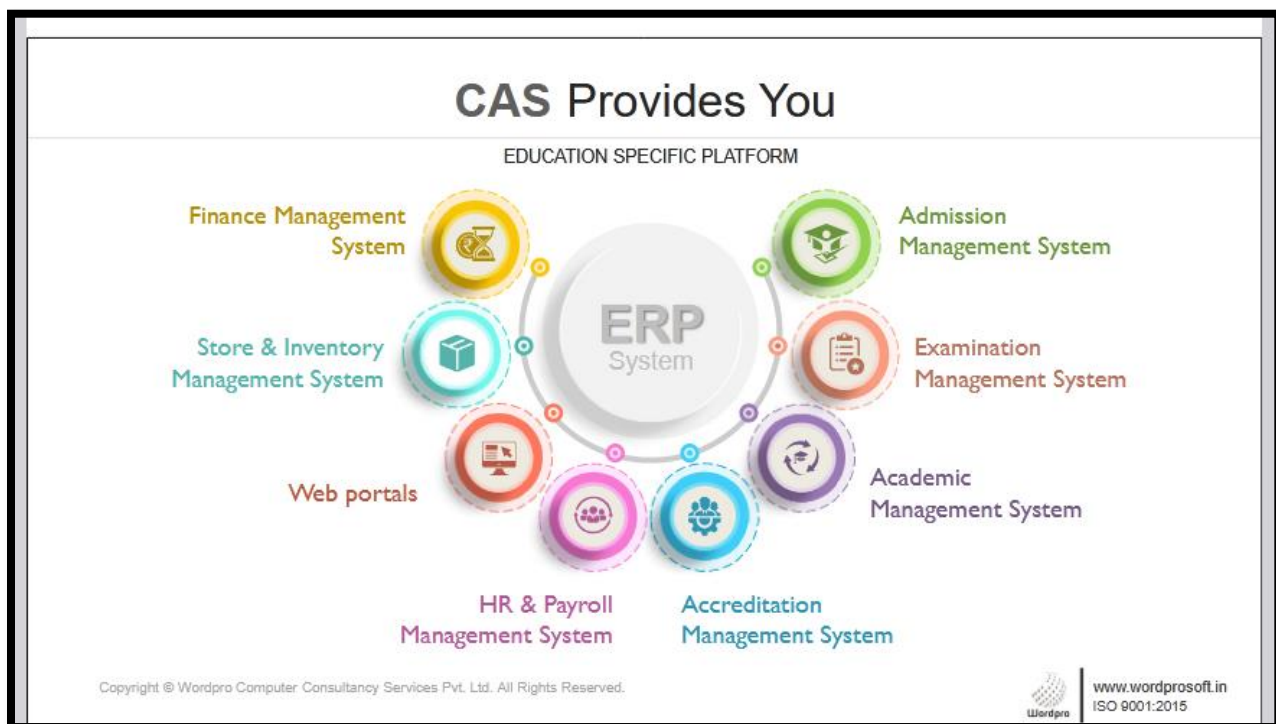 CAS Provides You
EDUCATION SPECIFIC PLATFORM
Finance Management
System
Admission
Management System
ERP
System
Store & Inventory
Management System
Examination
Management System
Web portals
Academic
Management System
HR & Payroll
Management System
Accreditation
Management System
Copyright © Wordpro Computer Consultancy Services Pvt. Ltd. All Rights Reserved.
Wordpro
www.wordprosoft.in
ISO 9001:2015